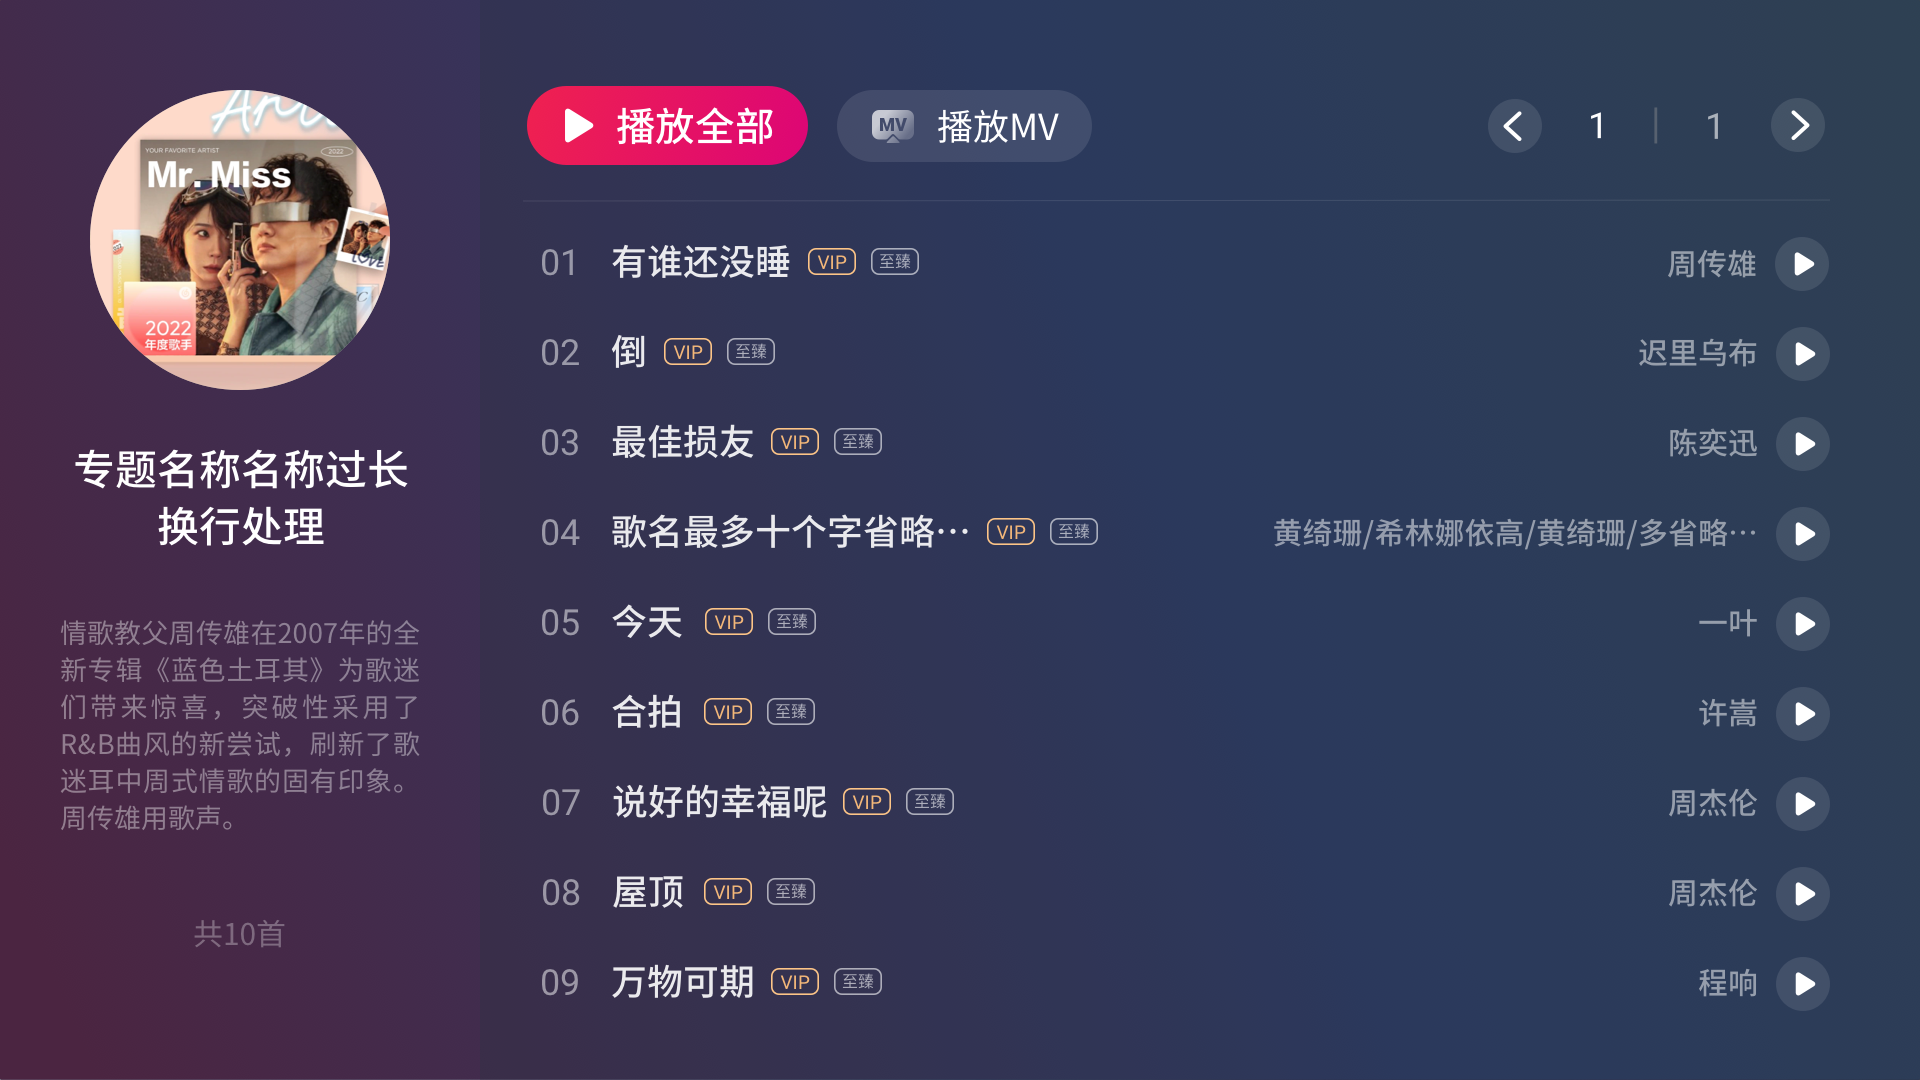 YOUR FAVORITE ARTIST
2022
Mr. Miss
LOVE
2022
年度歌手
专题名称名称过长
换行处理
情歌教父周传雄在2007年的全
新专辑《蓝色土耳其》为歌迷
们带来惊喜，突破性采用了
R&B曲风的新尝试，刷新了歌
迷耳中周式情歌的固有印象。
周传雄用歌声。
共10首
播放全部 MV 播放MV 1 | 1
01 有谁还没睡 VIP 至臻 周传雄
02 倒 VIP 至臻 迟里乌布
03 最佳损友 VIP 至臻 陈奕迅
04 歌名最多十个字省略… VIP 至臻 黄绮珊/希林娜依高/黄绮珊/多省略…
05 今天 VIP 至臻 一叶
06 合拍 VIP 至臻 许嵩
07 说好的幸福呢 VIP 至臻 周杰伦
08 屋顶 VIP 至臻 周杰伦
09 万物可期 VIP 至臻 程响